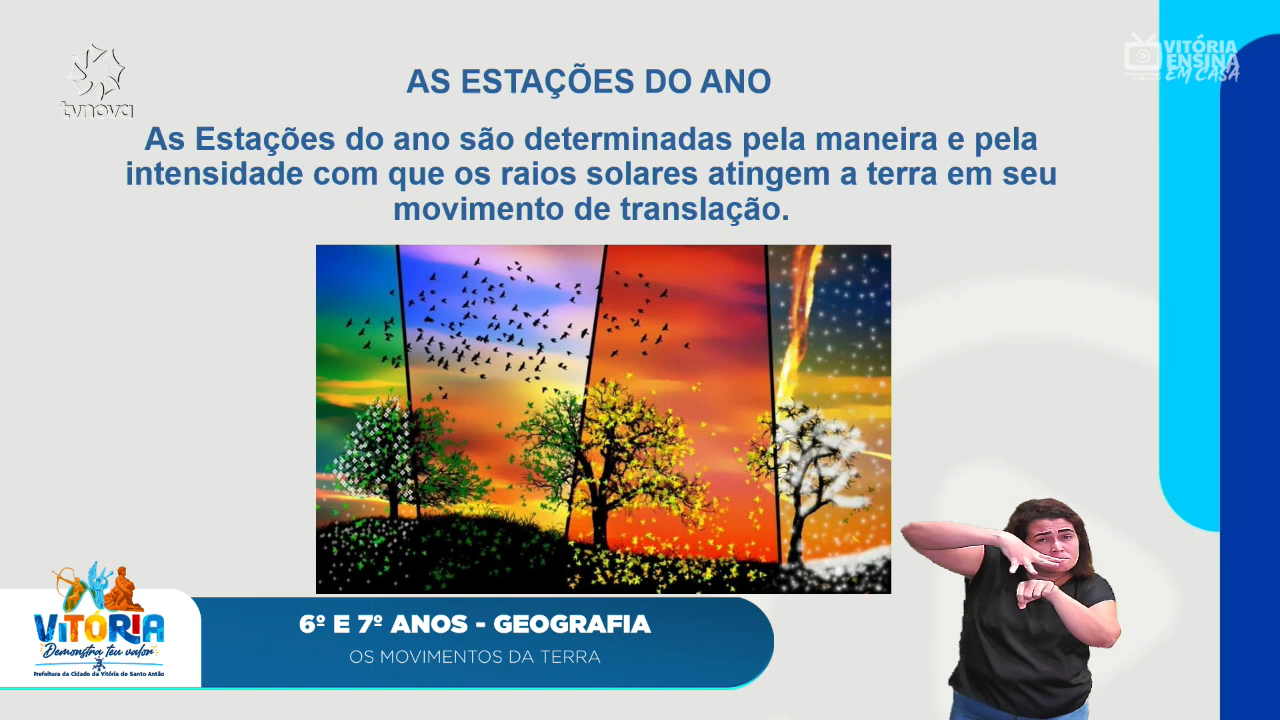 tvnova
VITÓRIA
ENSINA
EM CASA
AS ESTAÇÕES DO ANO
As Estações do ano são determinadas pela maneira e pela
intensidade com que os raios solares atingem a terra em seu
movimento de translação.
VITÓRIA
Demonstra teu valor
Prefeitura da Cidade da Vitória de Santo Antão
6º E 7º ANOS - GEOGRAFIA
OS MOVIMENTOS DA TERRA